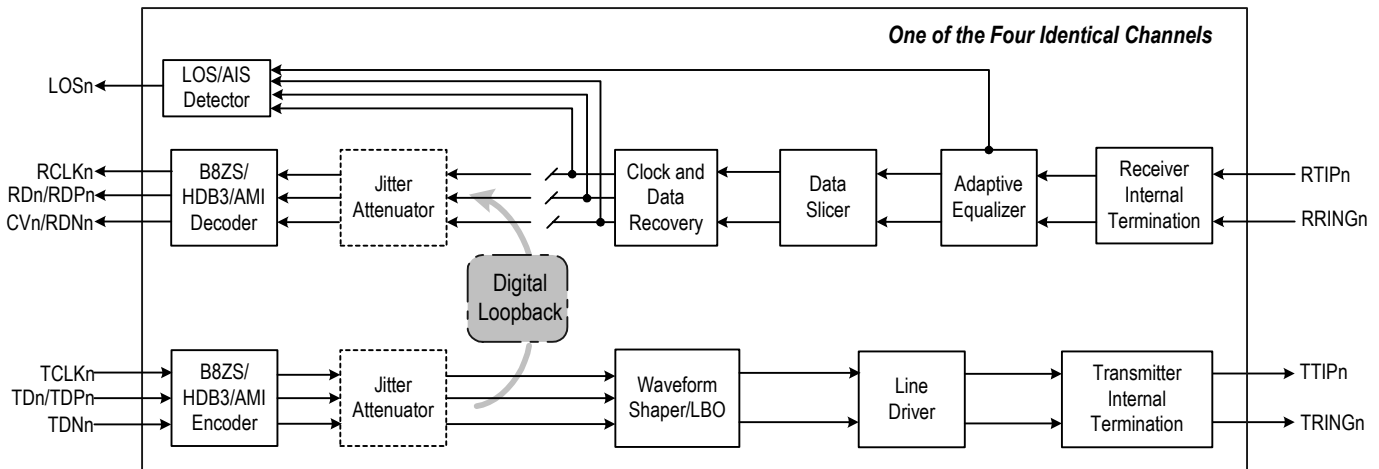 One of the Four Identical Channels
LOSn
LOS/AIS
Detector
RCLKn
RDn/RDPn
CVn/RDNn
B8ZS/
HDB3/AMI
Decoder
Jitter
Attenuator
Clock and
Data
Recovery
Data
Slicer
Adaptive
Equalizer
Receiver
Internal
Termination
RTIPn
RRINGn
Digital
Loopback
TCLKn
TDn/TDPn
TDNn
B8ZS/
HDB3/AMI
Encoder
Jitter
Attenuator
Waveform
Shaper/LBO
Line
Driver
Transmitter
Internal
Termination
TTIPn
TRINGn